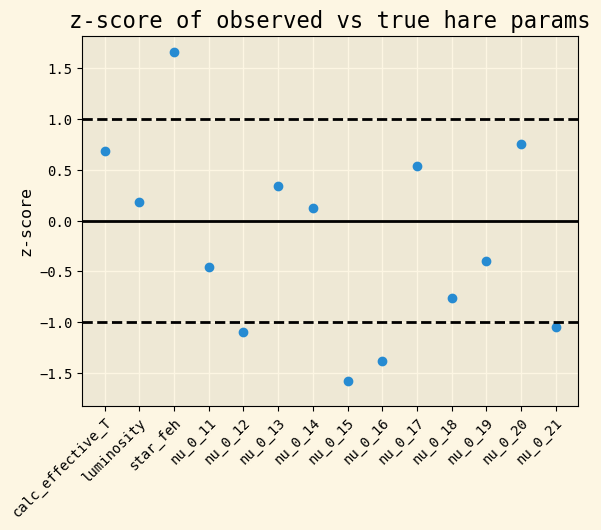 z-score of observed vs true hare params
z-score
1.5
1.0
0.5
0.0
−0.5
−1.0
−1.5
calc_effective_T
luminosity
star_feh
nu_0_11
nu_0_12
nu_0_13
nu_0_14
nu_0_15
nu_0_16
nu_0_17
nu_0_18
nu_0_19
nu_0_20
nu_0_21